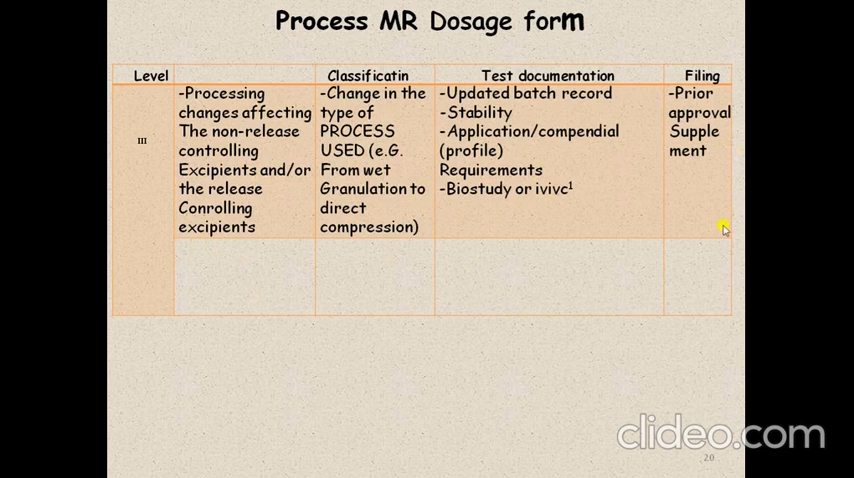 Process MR Dosage form
Level Classificatin Test documentation Filing
III
-Processing
changes affecting
The non-release
controlling
Excipients and/or
the release
Conrolling
excipients
-Change in the
type of
PROCESS
USED (e.G.
From wet
Granulation to
direct
compression)
-Updated batch record
-Stability
-Application/compendial
(profile)
Requirements
-Biostudy or ivivc1
-Prior
approval
Supple
ment
clideo.com
20